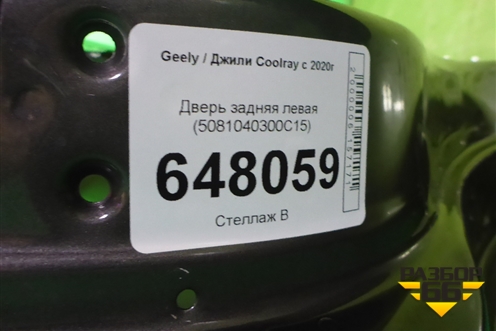 Geely / Джили Coolray с 2020г
Дверь задняя левая
(5081040300C15)
648059
Стеллаж В
РАЗБОР
66